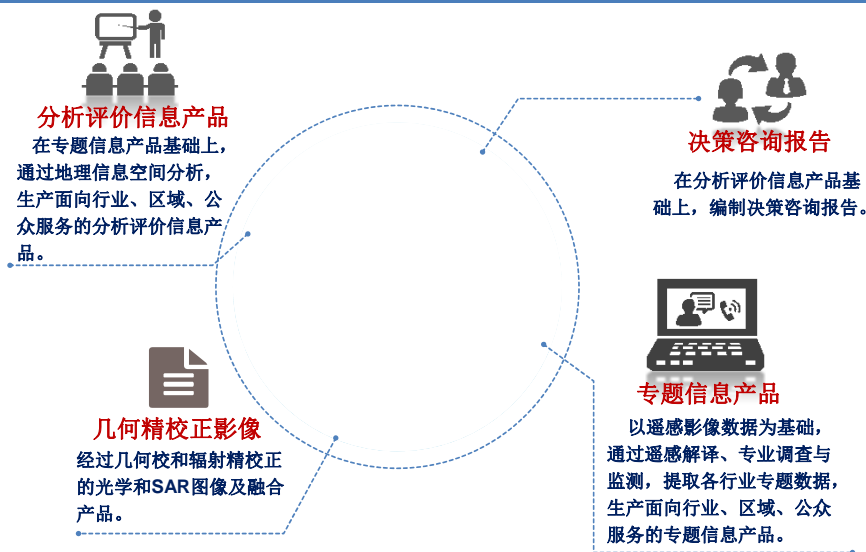 分析评价信息产品
在专题信息产品基础上，
通过地理信息空间分析，
生产面向行业、区域、公
众服务的分析评价信息产
品。
决策咨询报告
在分析评价信息产品基
础上，编制决策咨询报告。
几何精校正影像
经过几何校和辐射精校正
的光学和SAR图像及融合
产品。
专题信息产品
以遥感影像数据为基础，
通过遥感解译、专业调查与
监测，提取各行业专题数据，
生产面向行业、区域、公众
服务的专题信息产品。